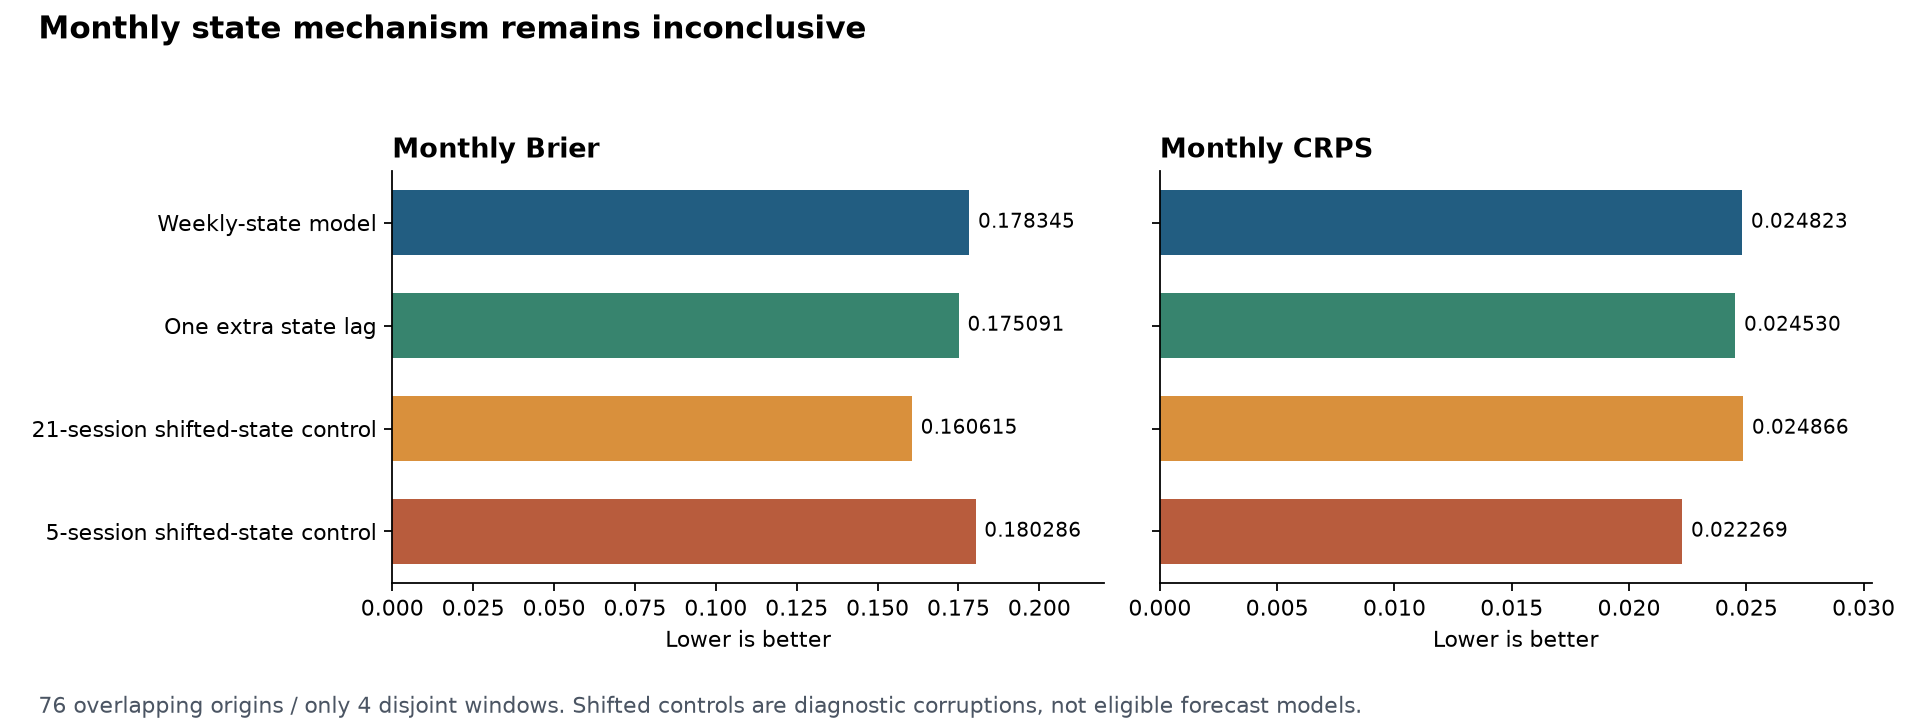 Monthly state mechanism remains inconclusive
Monthly Brier
Weekly-state model
0.178345
One extra state lag
0.175091
21-session shifted-state control
0.160615
5-session shifted-state control
0.180286
0.000 0.025 0.050 0.075 0.100 0.125 0.150 0.175 0.200
Lower is better
Monthly CRPS
0.024823
0.024530
0.024866
0.022269
0.000 0.005 0.010 0.015 0.020 0.025 0.030
Lower is better
76 overlapping origins / only 4 disjoint windows. Shifted controls are diagnostic corruptions, not eligible forecast models.